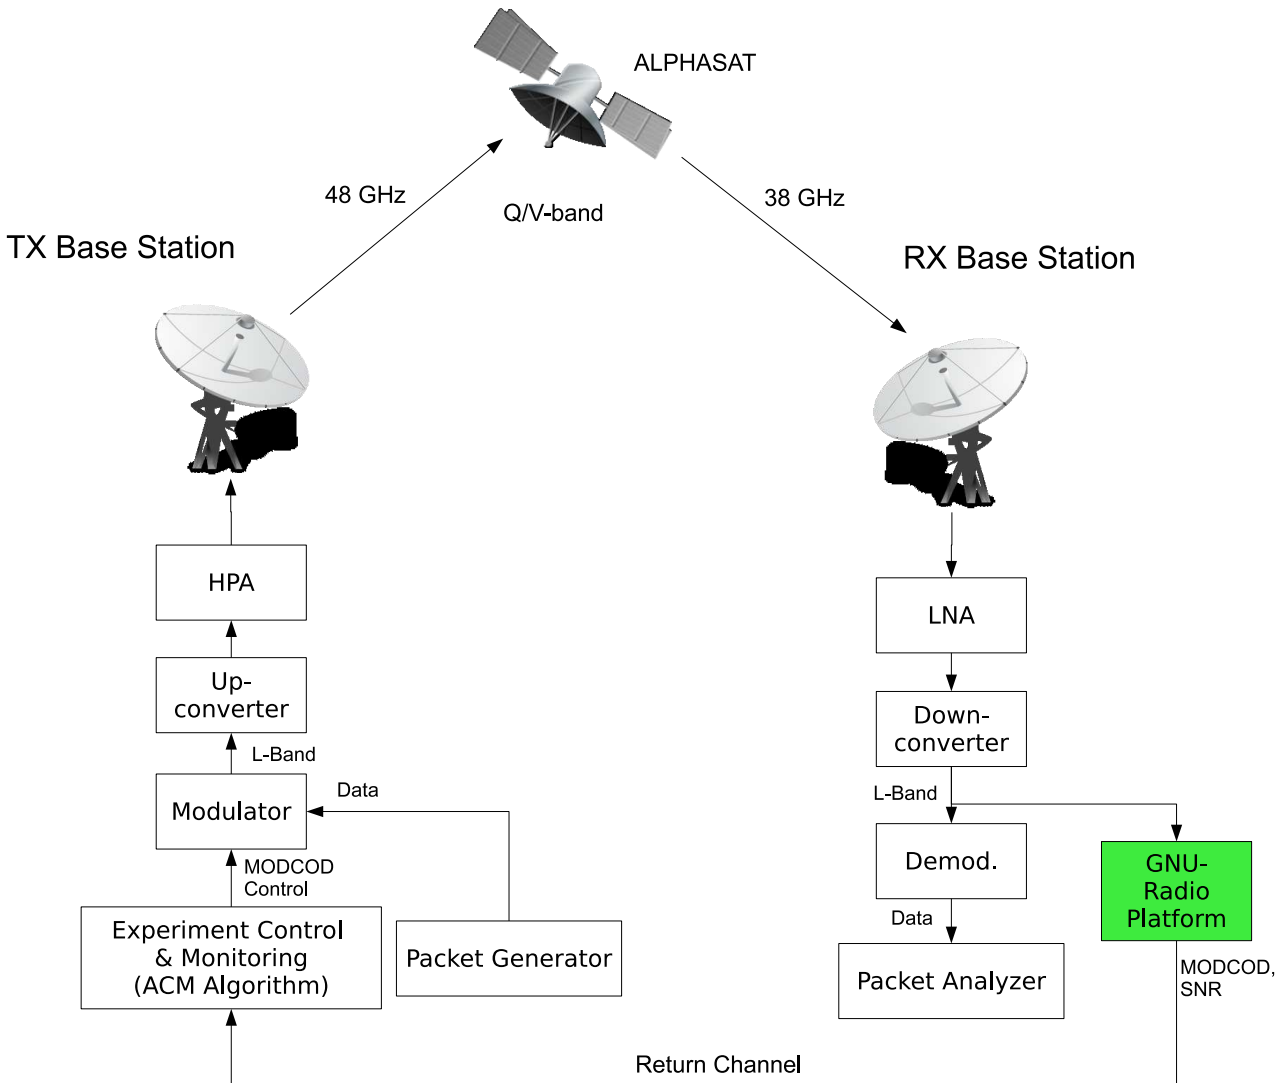 ALPHASAT
48 GHz
38 GHz
Q/V-band
TX Base Station
RX Base Station
HPA
LNA
Up-
converter
Down-
converter
L-Band
L-Band
Modulator
Data
Demod.
GNU-
Radio
Platform
MODCOD
Control
Data
Experiment Control
& Monitoring
(ACM Algorithm)
Packet Generator
Packet Analyzer
MODCOD,
SNR
Return Channel